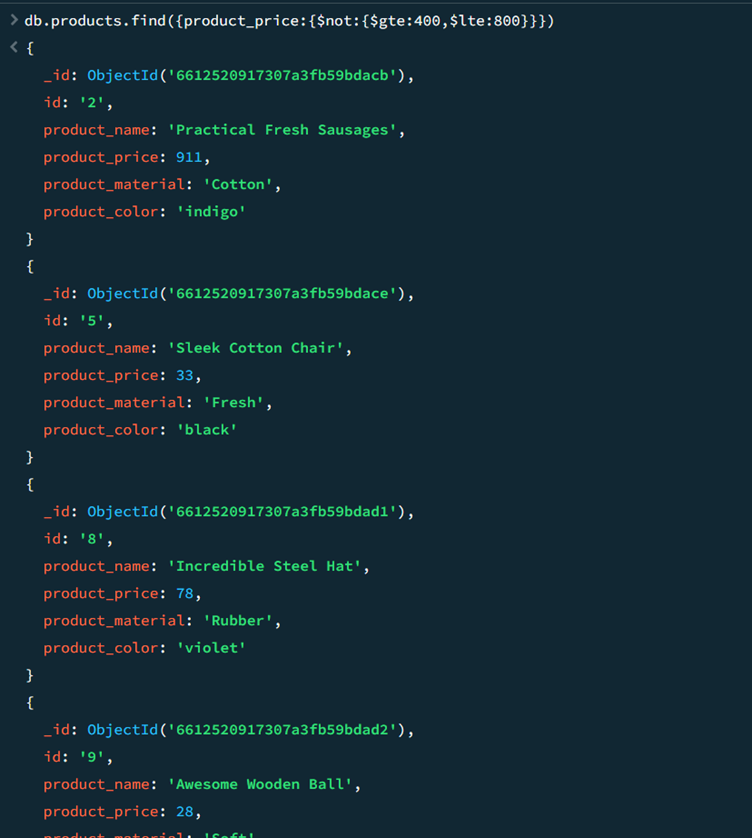 > db.products.find({product_price:{$not:{$gte:400,$lte:800}}})
< {
_id: ObjectId('6612520917307a3fb59bdacb'),
id: '2',
product_name: 'Practical Fresh Sausages',
product_price: 911,
product_material: 'Cotton',
product_color: 'indigo'
}
{
_id: ObjectId('6612520917307a3fb59bdace'),
id: '5',
product_name: 'Sleek Cotton Chair',
product_price: 33,
product_material: 'Fresh',
product_color: 'black'
}
{
_id: ObjectId('6612520917307a3fb59bdad1'),
id: '8',
product_name: 'Incredible Steel Hat',
product_price: 78,
product_material: 'Rubber',
product_color: 'violet'
}
{
_id: ObjectId('6612520917307a3fb59bdad2'),
id: '9',
product_name: 'Awesome Wooden Ball',
product_price: 28,
product_material: 'Soft'